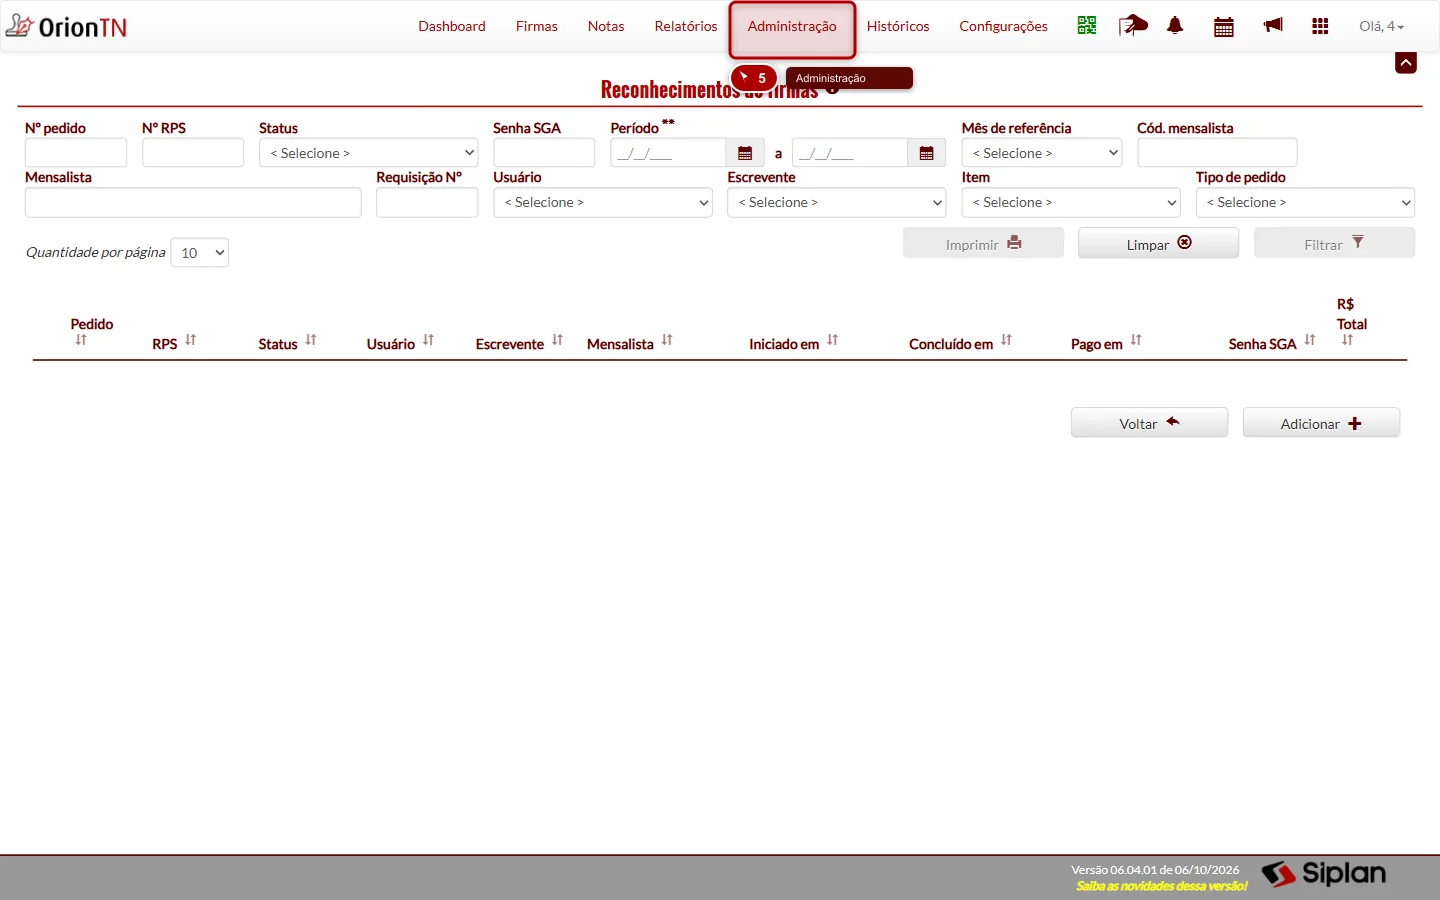 OrionTN
Dashboard Firmas Notas Relatórios Administração Históricos Configurações Olá, 4
5 Administração
Reconhecimentos de firmas
Nº pedido Nº RPS Status Senha SGA Período ** Mês de referência Cód. mensalista
< Selecione > __/__/____ a __/__/____ < Selecione >
Mensalista Requisição Nº Usuário Escrevente Item Tipo de pedido
< Selecione > < Selecione > < Selecione > < Selecione >
Quantidade por página 10 Imprimir Limpar Filtrar
Pedido RPS Status Usuário Escrevente Mensalista Iniciado em Concluído em Pago em Senha SGA R$ Total
Voltar Adicionar
Versão 06.04.01 de 06/10/2026
Saiba as novidades dessa versão!
Siplan